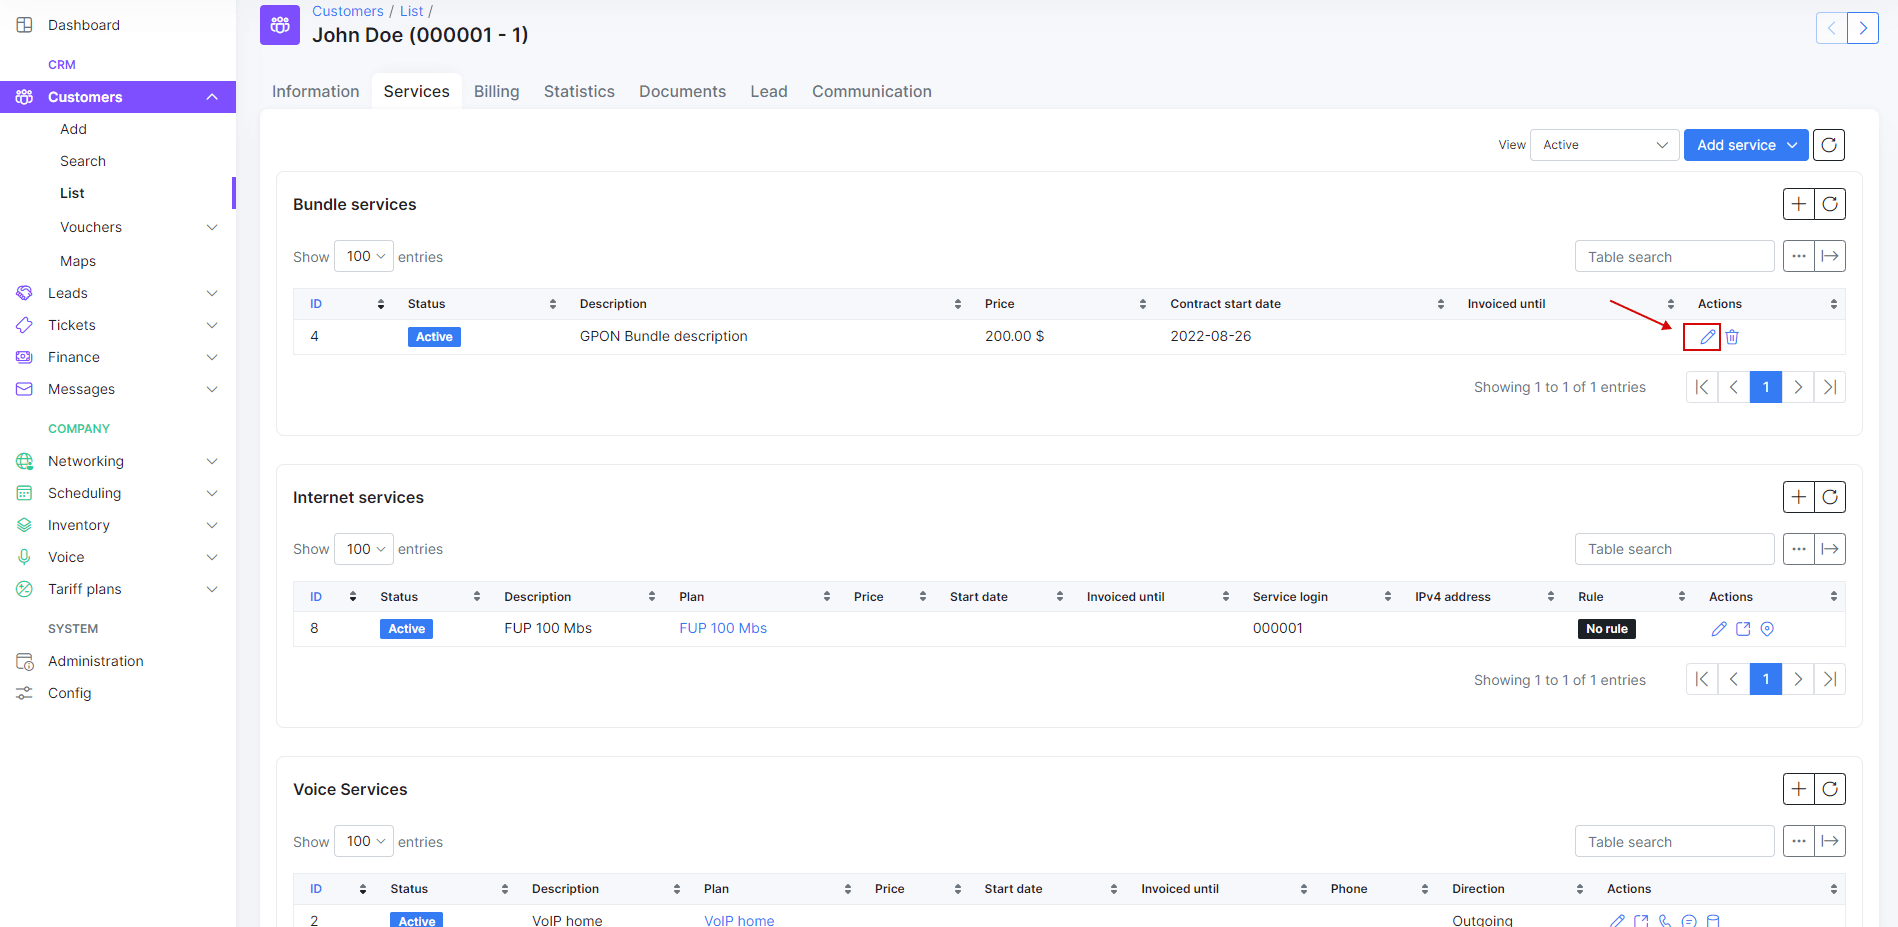 Dashboard
CRM
Customers
Add
Search
List
Vouchers
Maps
Leads
Tickets
Finance
Messages
COMPANY
Networking
Scheduling
Inventory
Voice
Tariff plans
SYSTEM
Administration
Config
Customers / List /
John Doe (000001 - 1)
Information Services Billing Statistics Documents Lead Communication
View Active Add service
Bundle services
Show 100 entries Table search
ID Status Description Price Contract start date Invoiced until Actions
4 Active GPON Bundle description 200.00 $ 2022-08-26
Showing 1 to 1 of 1 entries 1
Internet services
Show 100 entries Table search
ID Status Description Plan Price Start date Invoiced until Service login IPv4 address Rule Actions
8 Active FUP 100 Mbs FUP 100 Mbs 000001 No rule
Showing 1 to 1 of 1 entries 1
Voice Services
Show 100 entries Table search
ID Status Description Plan Price Start date Invoiced until Phone Direction Actions
2 Active VoIP home VoIP home Outgoing